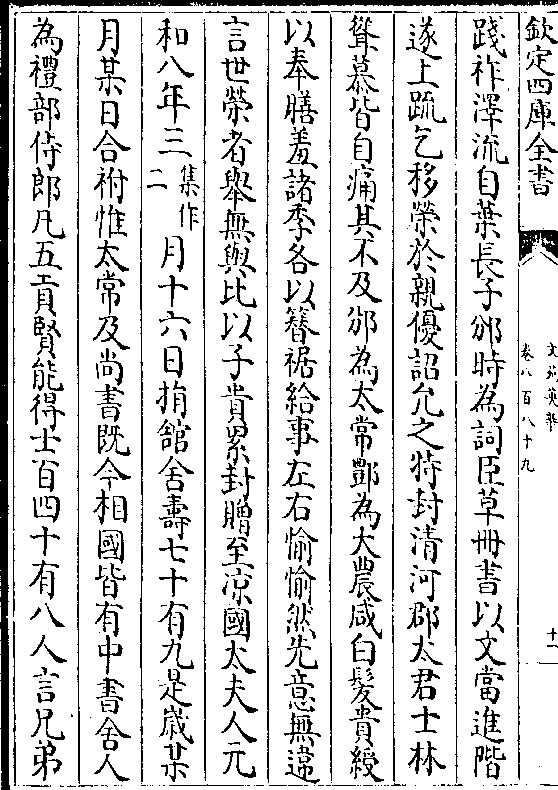 欽定四庫全書
文苑英華
卷八百八十九
十一
踐祚澤流自葉長子邠時為詞臣草冊書以文當進階
遂上疏乞移榮於親優詔允之特封清河郡太君士林
聳慕皆自痛其不及邠為太常酆為大農咸白髮貴綬
以奉膳羞諸季各以簪裾給事左右愉愉然先意無違
言世榮者舉無與比以子貴累封贈至凉國太夫人元
和八年三集作二月十六日捐舘舍壽七十有九是歲某
月某日合祔惟太常及尚書既今相國皆有中書舍人
為禮部侍郎凡五貢賢能得士百四十有八人言兄弟